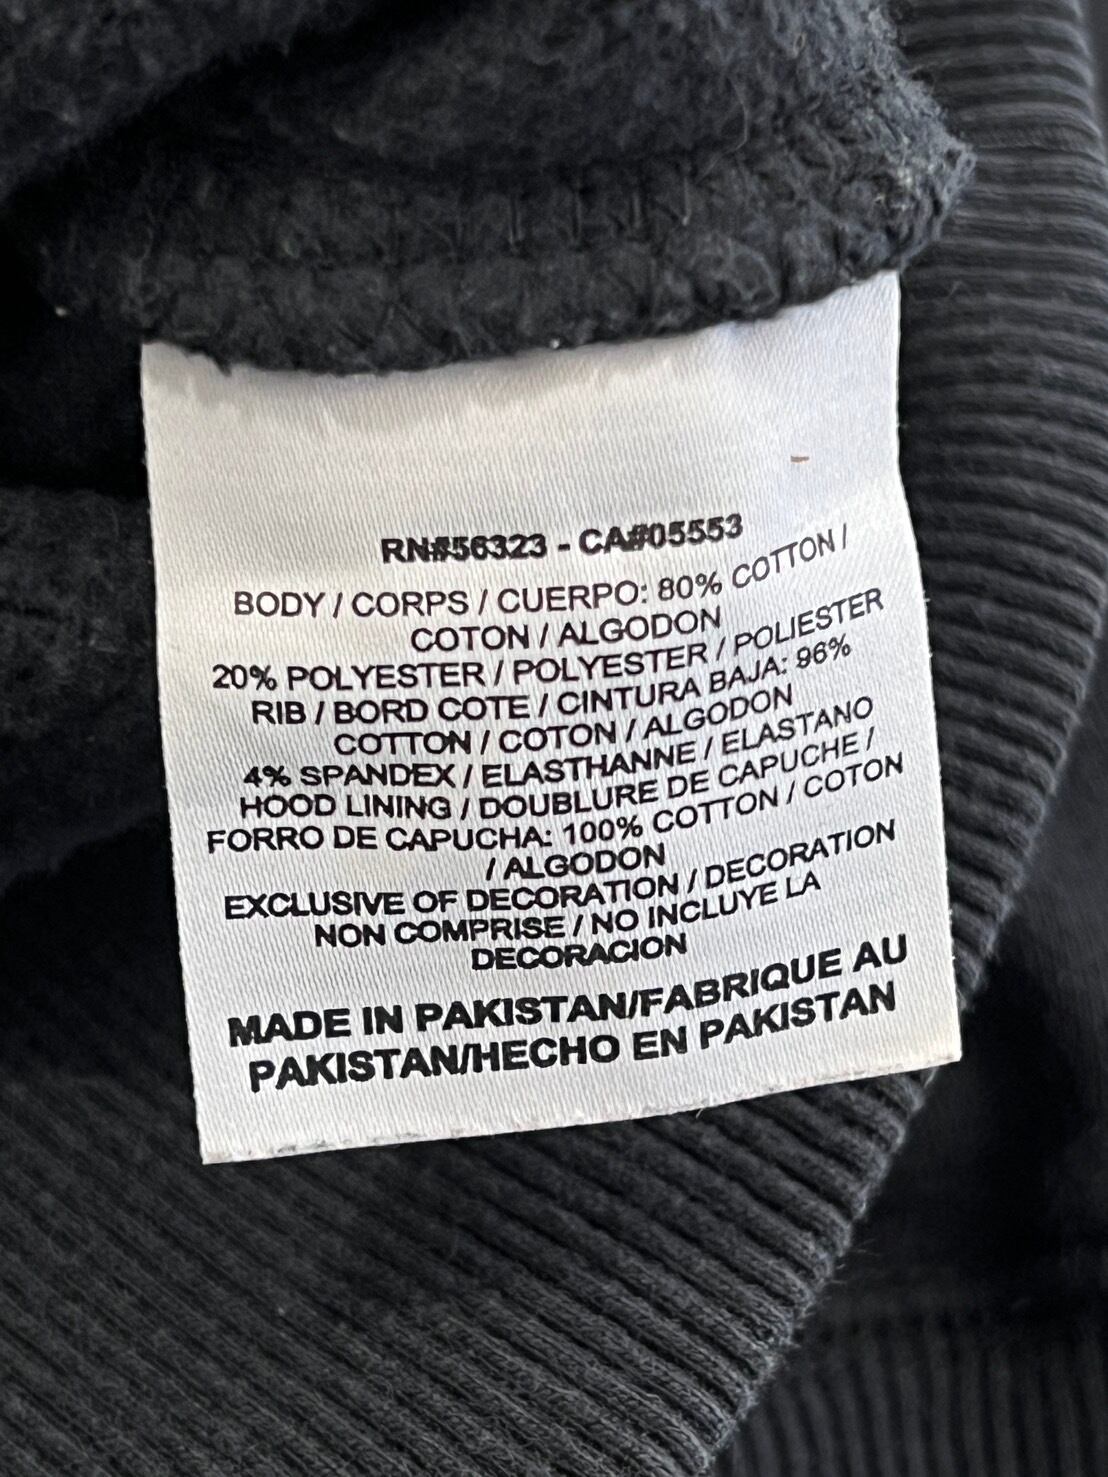 RN#56323 - CA#05553
BODY / CORPS / CUERPO: 80% COTTON /
COTON / ALGODON
20% POLYESTER / POLYESTER / POLIESTER
RIB / BORD COTE / CINTURA BAJA: 96%
COTTON / COTON / ALGODON
4% SPANDEX / ELASTHANNE / ELASTANO
HOOD LINING / DOUBLURE DE CAPUCHE /
FORRO DE CAPUCHA: 100% COTTON / COTON
/ ALGODON
EXCLUSIVE OF DECORATION / DECORATION
NON COMPRISE / NO INCLUYE LA
DECORACION
MADE IN PAKISTAN/FABRIQUE AU
PAKISTAN/HECHO EN PAKISTAN